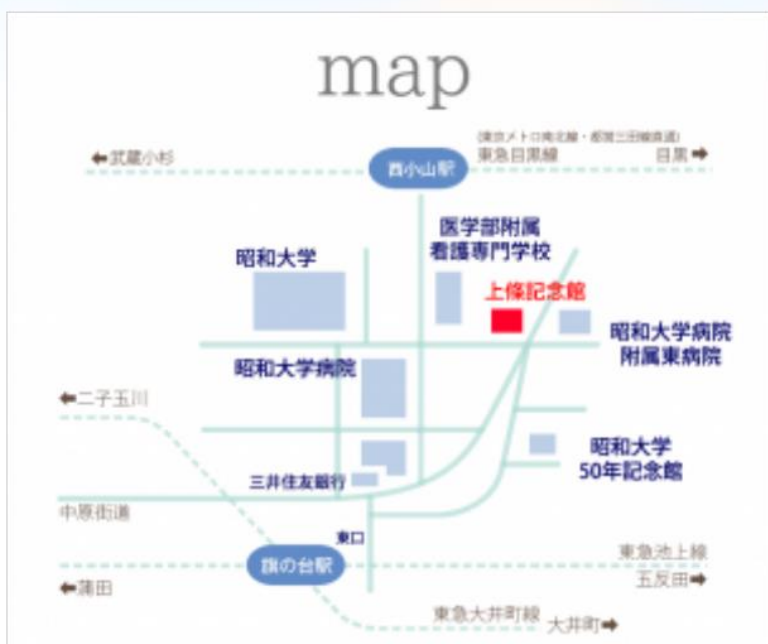 map
(東京メトロ南北線・都営三田線直通)
武蔵小杉
西小山駅
東急目黒線
目黒
医学部附属
看護専門学校
昭和大学
上條記念館
昭和大学病院
附属東病院
昭和大学病院
二子玉川
昭和大学
50年記念館
三井住友銀行
中原街道
東口
東急池上線
旗の台駅
五反田
蒲田
東急大井町線
大井町